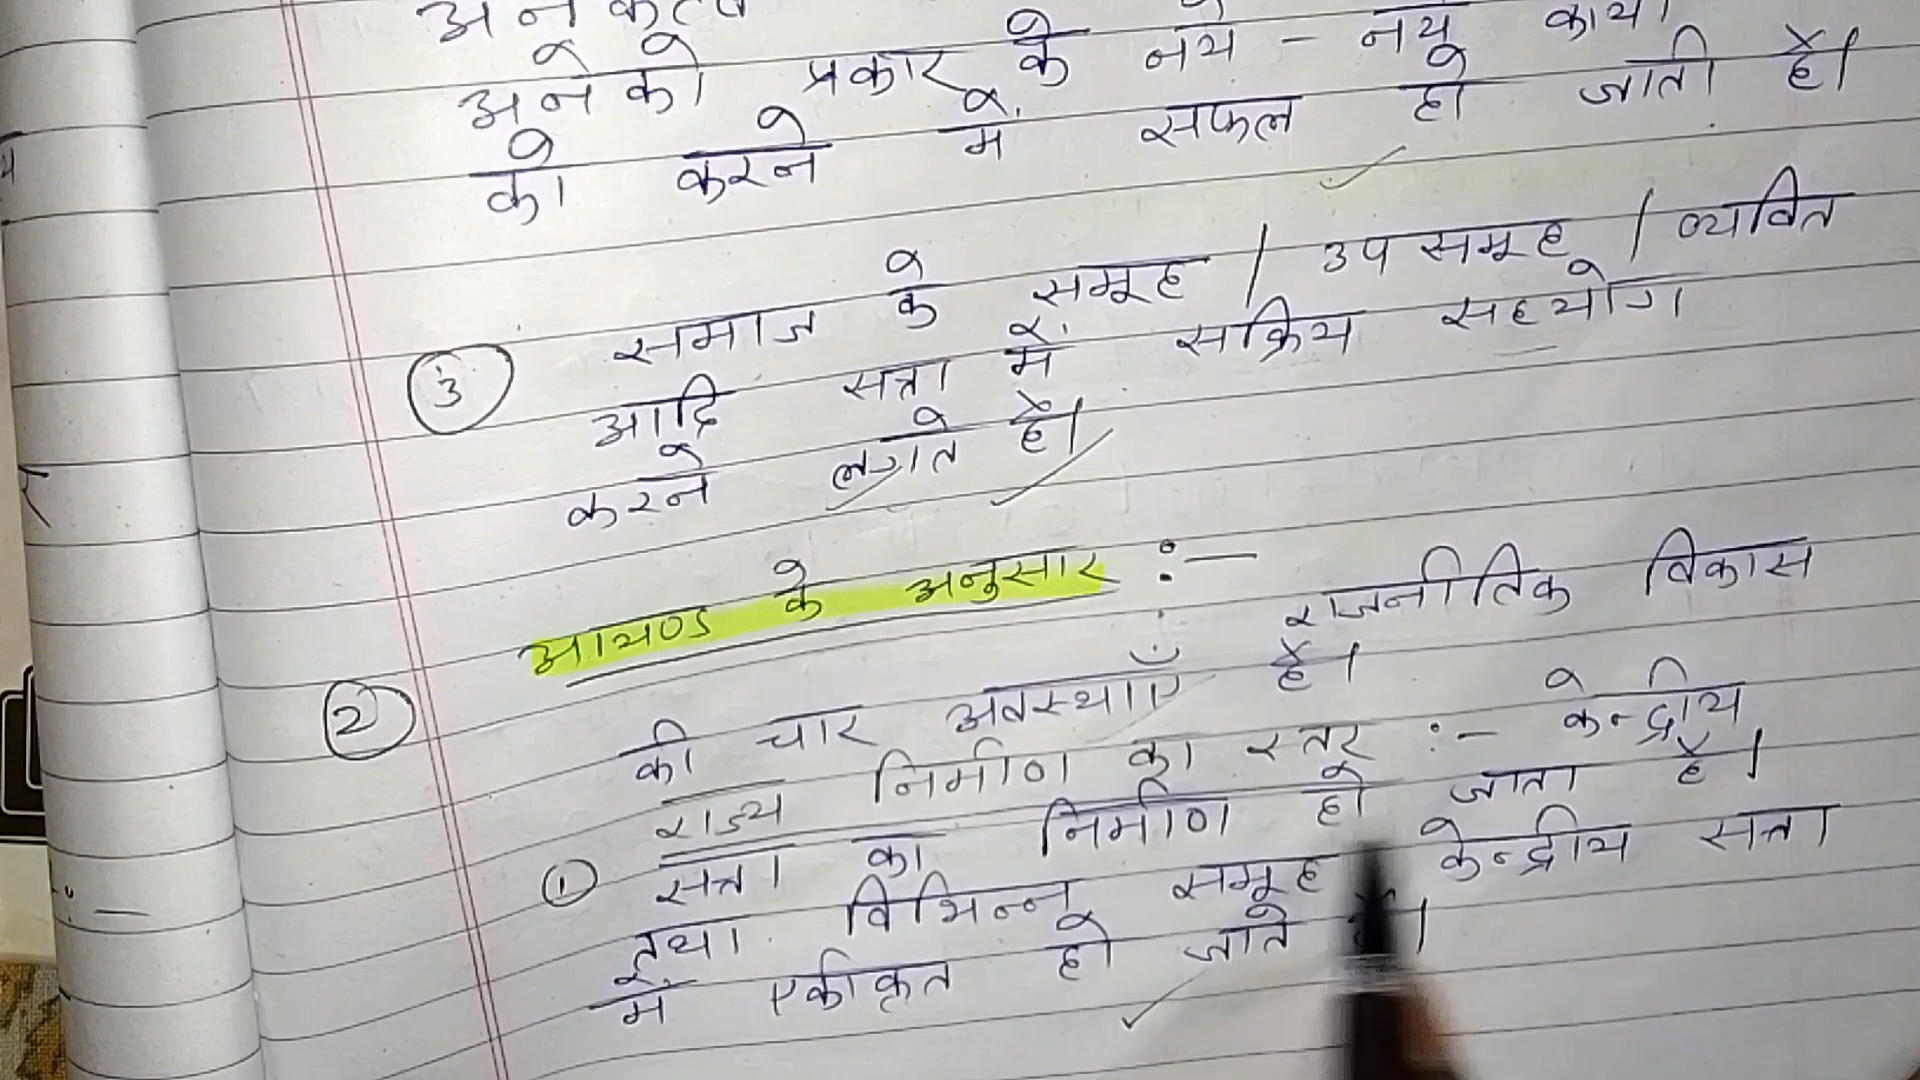 अनेकों प्रकार के नये - नये कार्यों
को करने में सफल हो जाती है।
③ समाज के समूह / उपसमूह / व्यक्ति
आदि सत्ता में सक्रिय सहयोग
करने लगते है।
आमण्ड के अनुसार :-
② राजनीतिक विकास
की चार अवस्थाएँ है।
① राज्य निर्माण का स्तर :- केन्द्रीय
सत्ता का निर्माण हो जाता है।
तथा विभिन्न समूह केन्द्रीय सत्ता
में एकीकृत हो जाते है।